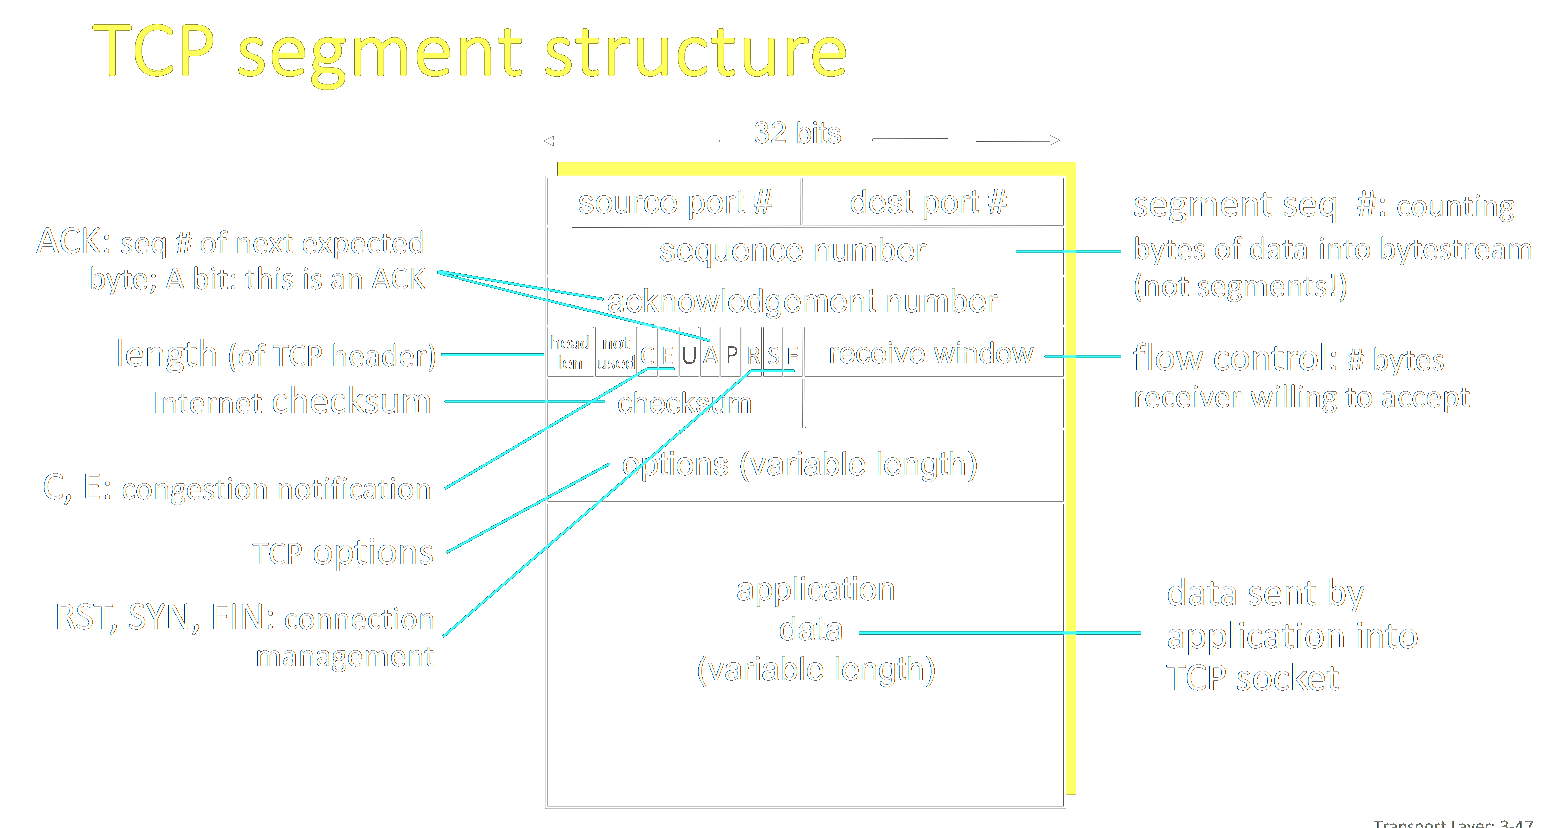 TCP segment structure
32 bits
source port #
dest port #
sequence number
acknowledgement number
head
len
not
used
C E U A P R S F
receive window
checksum
options (variable length)
application
data
(variable length)
ACK: seq # of next expected
byte; A bit: this is an ACK
length (of TCP header)
Internet checksum
C, E: congestion notification
TCP options
RST, SYN, FIN: connection
management
segment seq #: counting
bytes of data into bytestream
(not segments!)
flow control: # bytes
receiver willing to accept
data sent by
application into
TCP socket
Transport Layer: 3-47